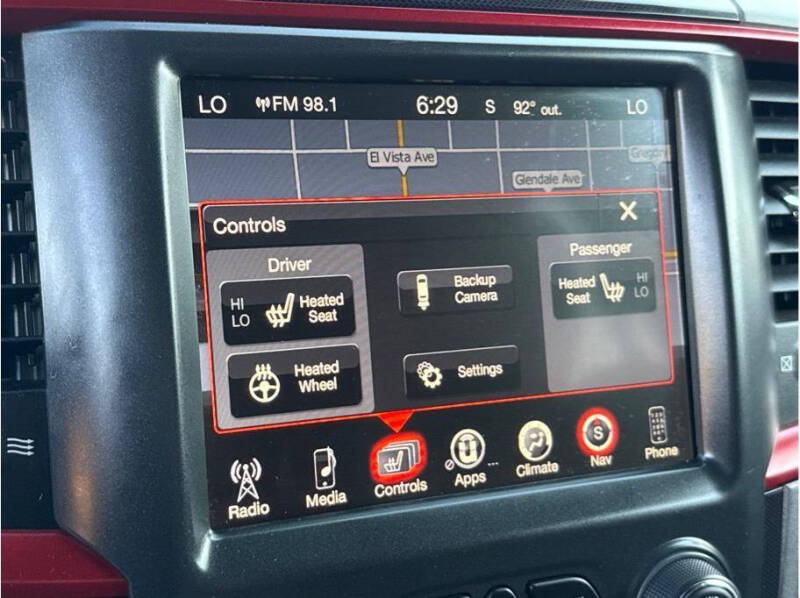 LO FM 98.1 6:29 S 92° out. LO
El Vista Ave
Glendale Ave
Controls X
Driver
Passenger
HI
LO
Heated
Seat
Backup
Camera
Heated
Seat
HI
LO
Heated
Wheel
Settings
Radio
Media
Controls
Apps
Climate
S
Nav
Phone